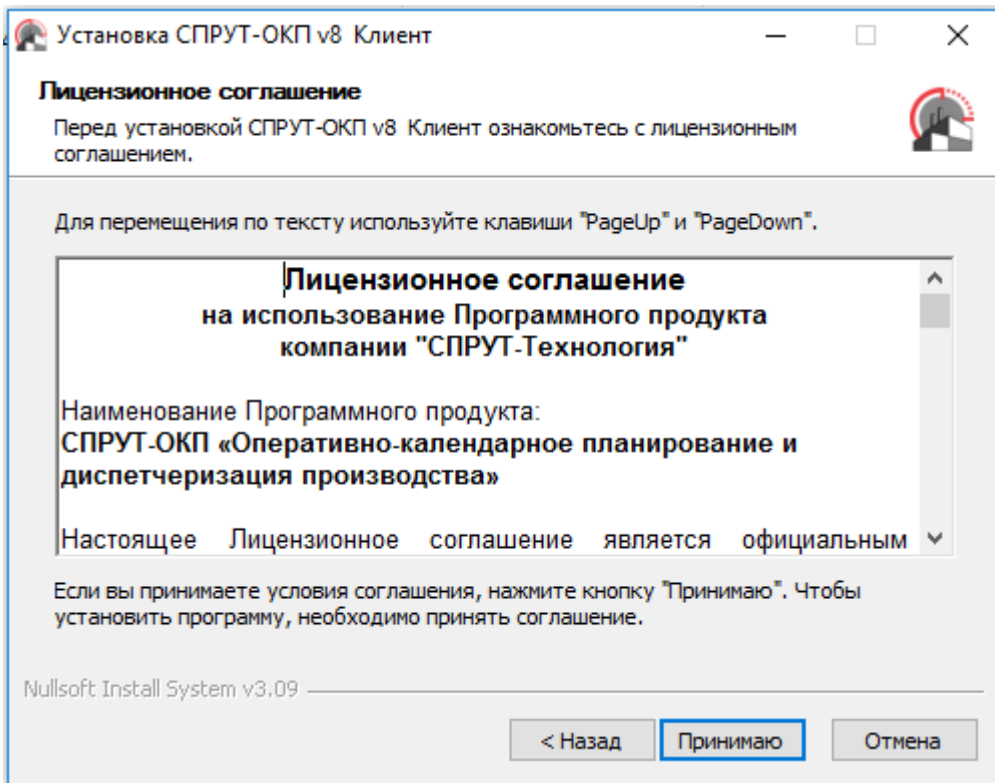 Установка СПРУТ-ОКП v8 Клиент
Лицензионное соглашение
Перед установкой СПРУТ-ОКП v8 Клиент ознакомьтесь с лицензионным
соглашением.
Для перемещения по тексту используйте клавиши "PageUp" и "PageDown".
Лицензионное соглашение
на использование Программного продукта
компании "СПРУТ-Технология"
Наименование Программного продукта:
СПРУТ-ОКП «Оперативно-календарное планирование и
диспетчеризация производства»
Настоящее Лицензионное соглашение является официальным
Если вы принимаете условия соглашения, нажмите кнопку "Принимаю". Чтобы
установить программу, необходимо принять соглашение.
Nullsoft Install System v3.09
< Назад Принимаю Отмена